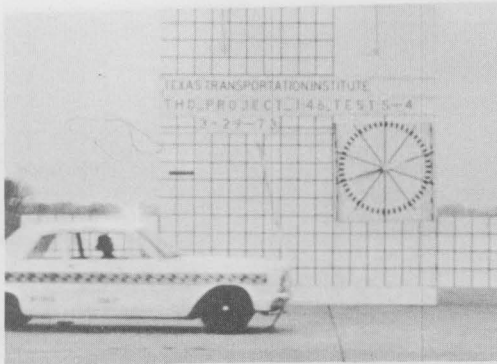 TEXAS TRANSPORTATION INSTITUTE
THD PROJECT 146 TEST S-4
3-29-73